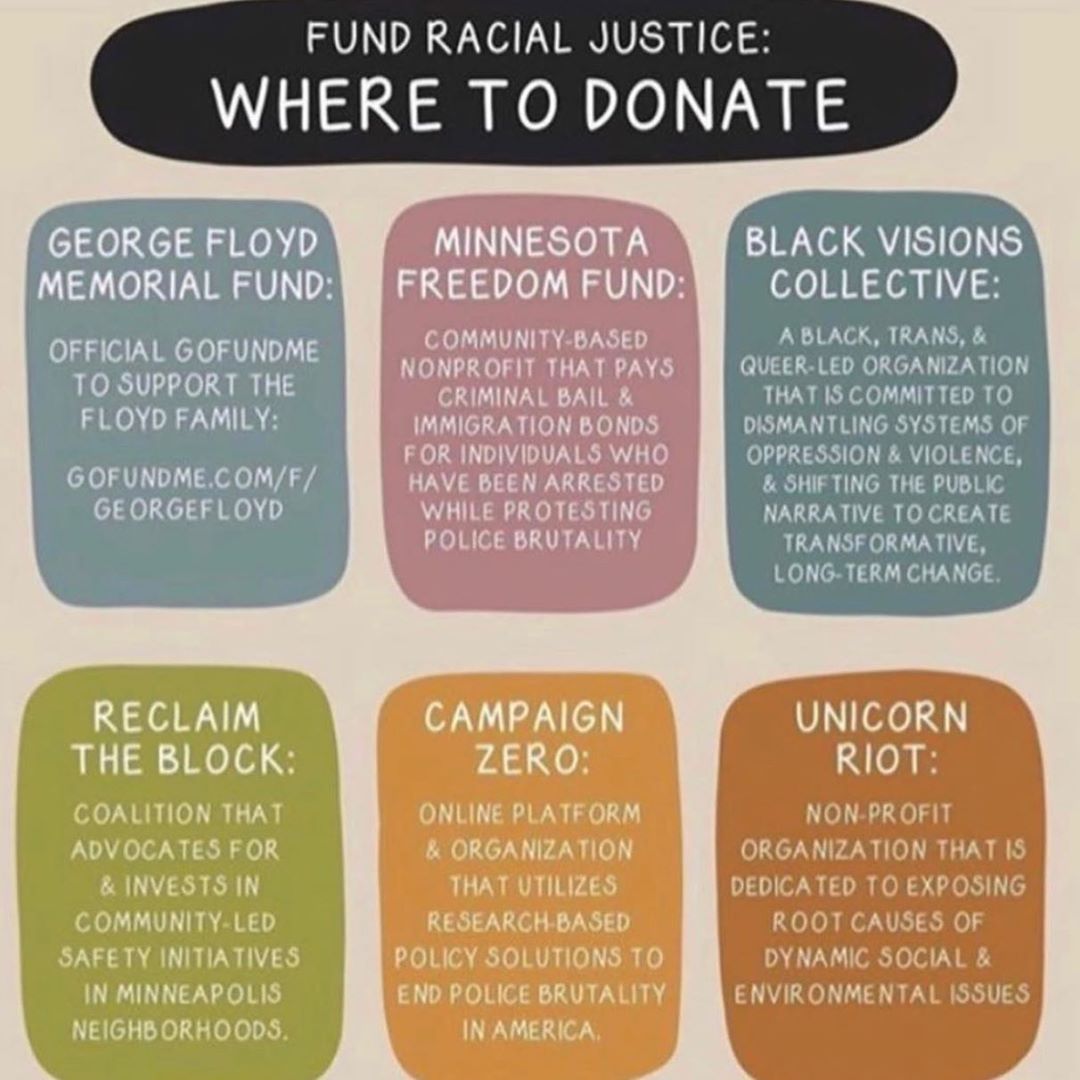 FUND RACIAL JUSTICE:
WHERE TO DONATE
GEORGE FLOYD
MEMORIAL FUND:
OFFICIAL GOFUNDME
TO SUPPORT THE
FLOYD FAMILY:
GOFUNDME.COM/F/
GEORGEFLOYD
MINNESOTA
FREEDOM FUND:
COMMUNITY-BASED
NONPROFIT THAT PAYS
CRIMINAL BAIL &
IMMIGRATION BONDS
FOR INDIVIDUALS WHO
HAVE BEEN ARRESTED
WHILE PROTESTING
POLICE BRUTALITY
BLACK VISIONS
COLLECTIVE:
A BLACK, TRANS, &
QUEER-LED ORGANIZATION
THAT IS COMMITTED TO
DISMANTLING SYSTEMS OF
OPPRESSION & VIOLENCE,
& SHIFTING THE PUBLIC
NARRATIVE TO CREATE
TRANSFORMATIVE,
LONG-TERM CHANGE.
RECLAIM
THE BLOCK:
COALITION THAT
ADVOCATES FOR
& INVESTS IN
COMMUNITY-LED
SAFETY INITIATIVES
IN MINNEAPOLIS
NEIGHBORHOODS.
CAMPAIGN
ZERO:
ONLINE PLATFORM
& ORGANIZATION
THAT UTILIZES
RESEARCH-BASED
POLICY SOLUTIONS TO
END POLICE BRUTALITY
IN AMERICA.
UNICORN
RIOT:
NON-PROFIT
ORGANIZATION THAT IS
DEDICATED TO EXPOSING
ROOT CAUSES OF
DYNAMIC SOCIAL &
ENVIRONMENTAL ISSUES